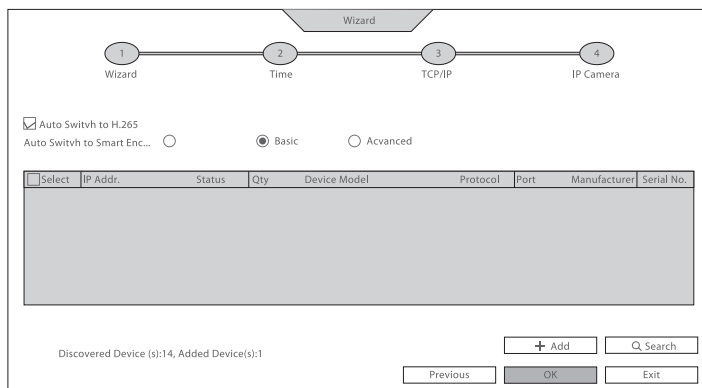 Wizard
1 2 3 4
Wizard Time TCP/IP IP Camera
Auto Switvh to H.265
Auto Switvh to Smart Enc... Basic Acvanced
Select IP Addr. Status Qty Device Model Protocol Port Manufacturer Serial No.
+ Add Search
Discovered Device (s):14, Added Device(s):1
Previous OK Exit